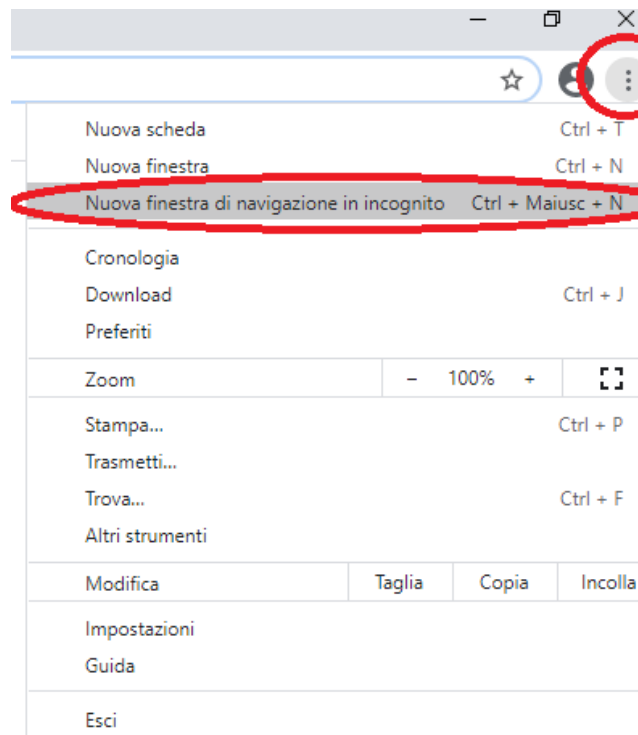 Nuova scheda Ctrl + T
Nuova finestra Ctrl + N
Nuova finestra di navigazione in incognito Ctrl + Maiusc + N
Cronologia
Download Ctrl + J
Preferiti
Zoom - 100% +
Stampa... Ctrl + P
Trasmetti...
Trova... Ctrl + F
Altri strumenti
Modifica Taglia Copia Incolla
Impostazioni
Guida
Esci